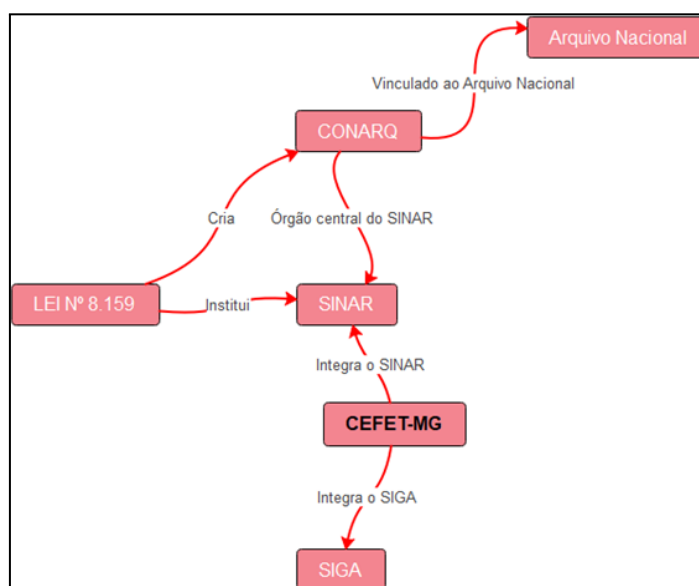 Arquivo Nacional
Vinculado ao Arquivo Nacional
CONARQ
Cria
Órgão central do SINAR
LEI Nº 8.159
Institui
SINAR
Integra o SINAR
CEFET-MG
Integra o SIGA
SIGA